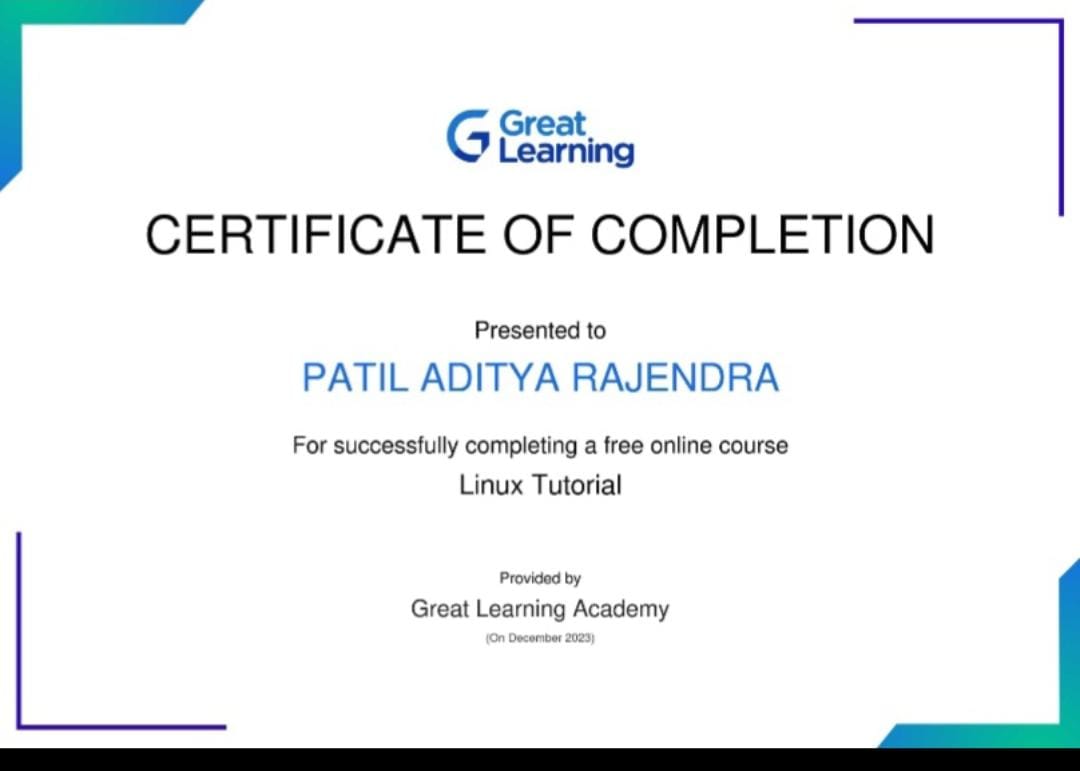 Great
Learning
CERTIFICATE OF COMPLETION
Presented to
PATIL ADITYA RAJENDRA
For successfully completing a free online course
Linux Tutorial
Provided by
Great Learning Academy
(On December 2023)